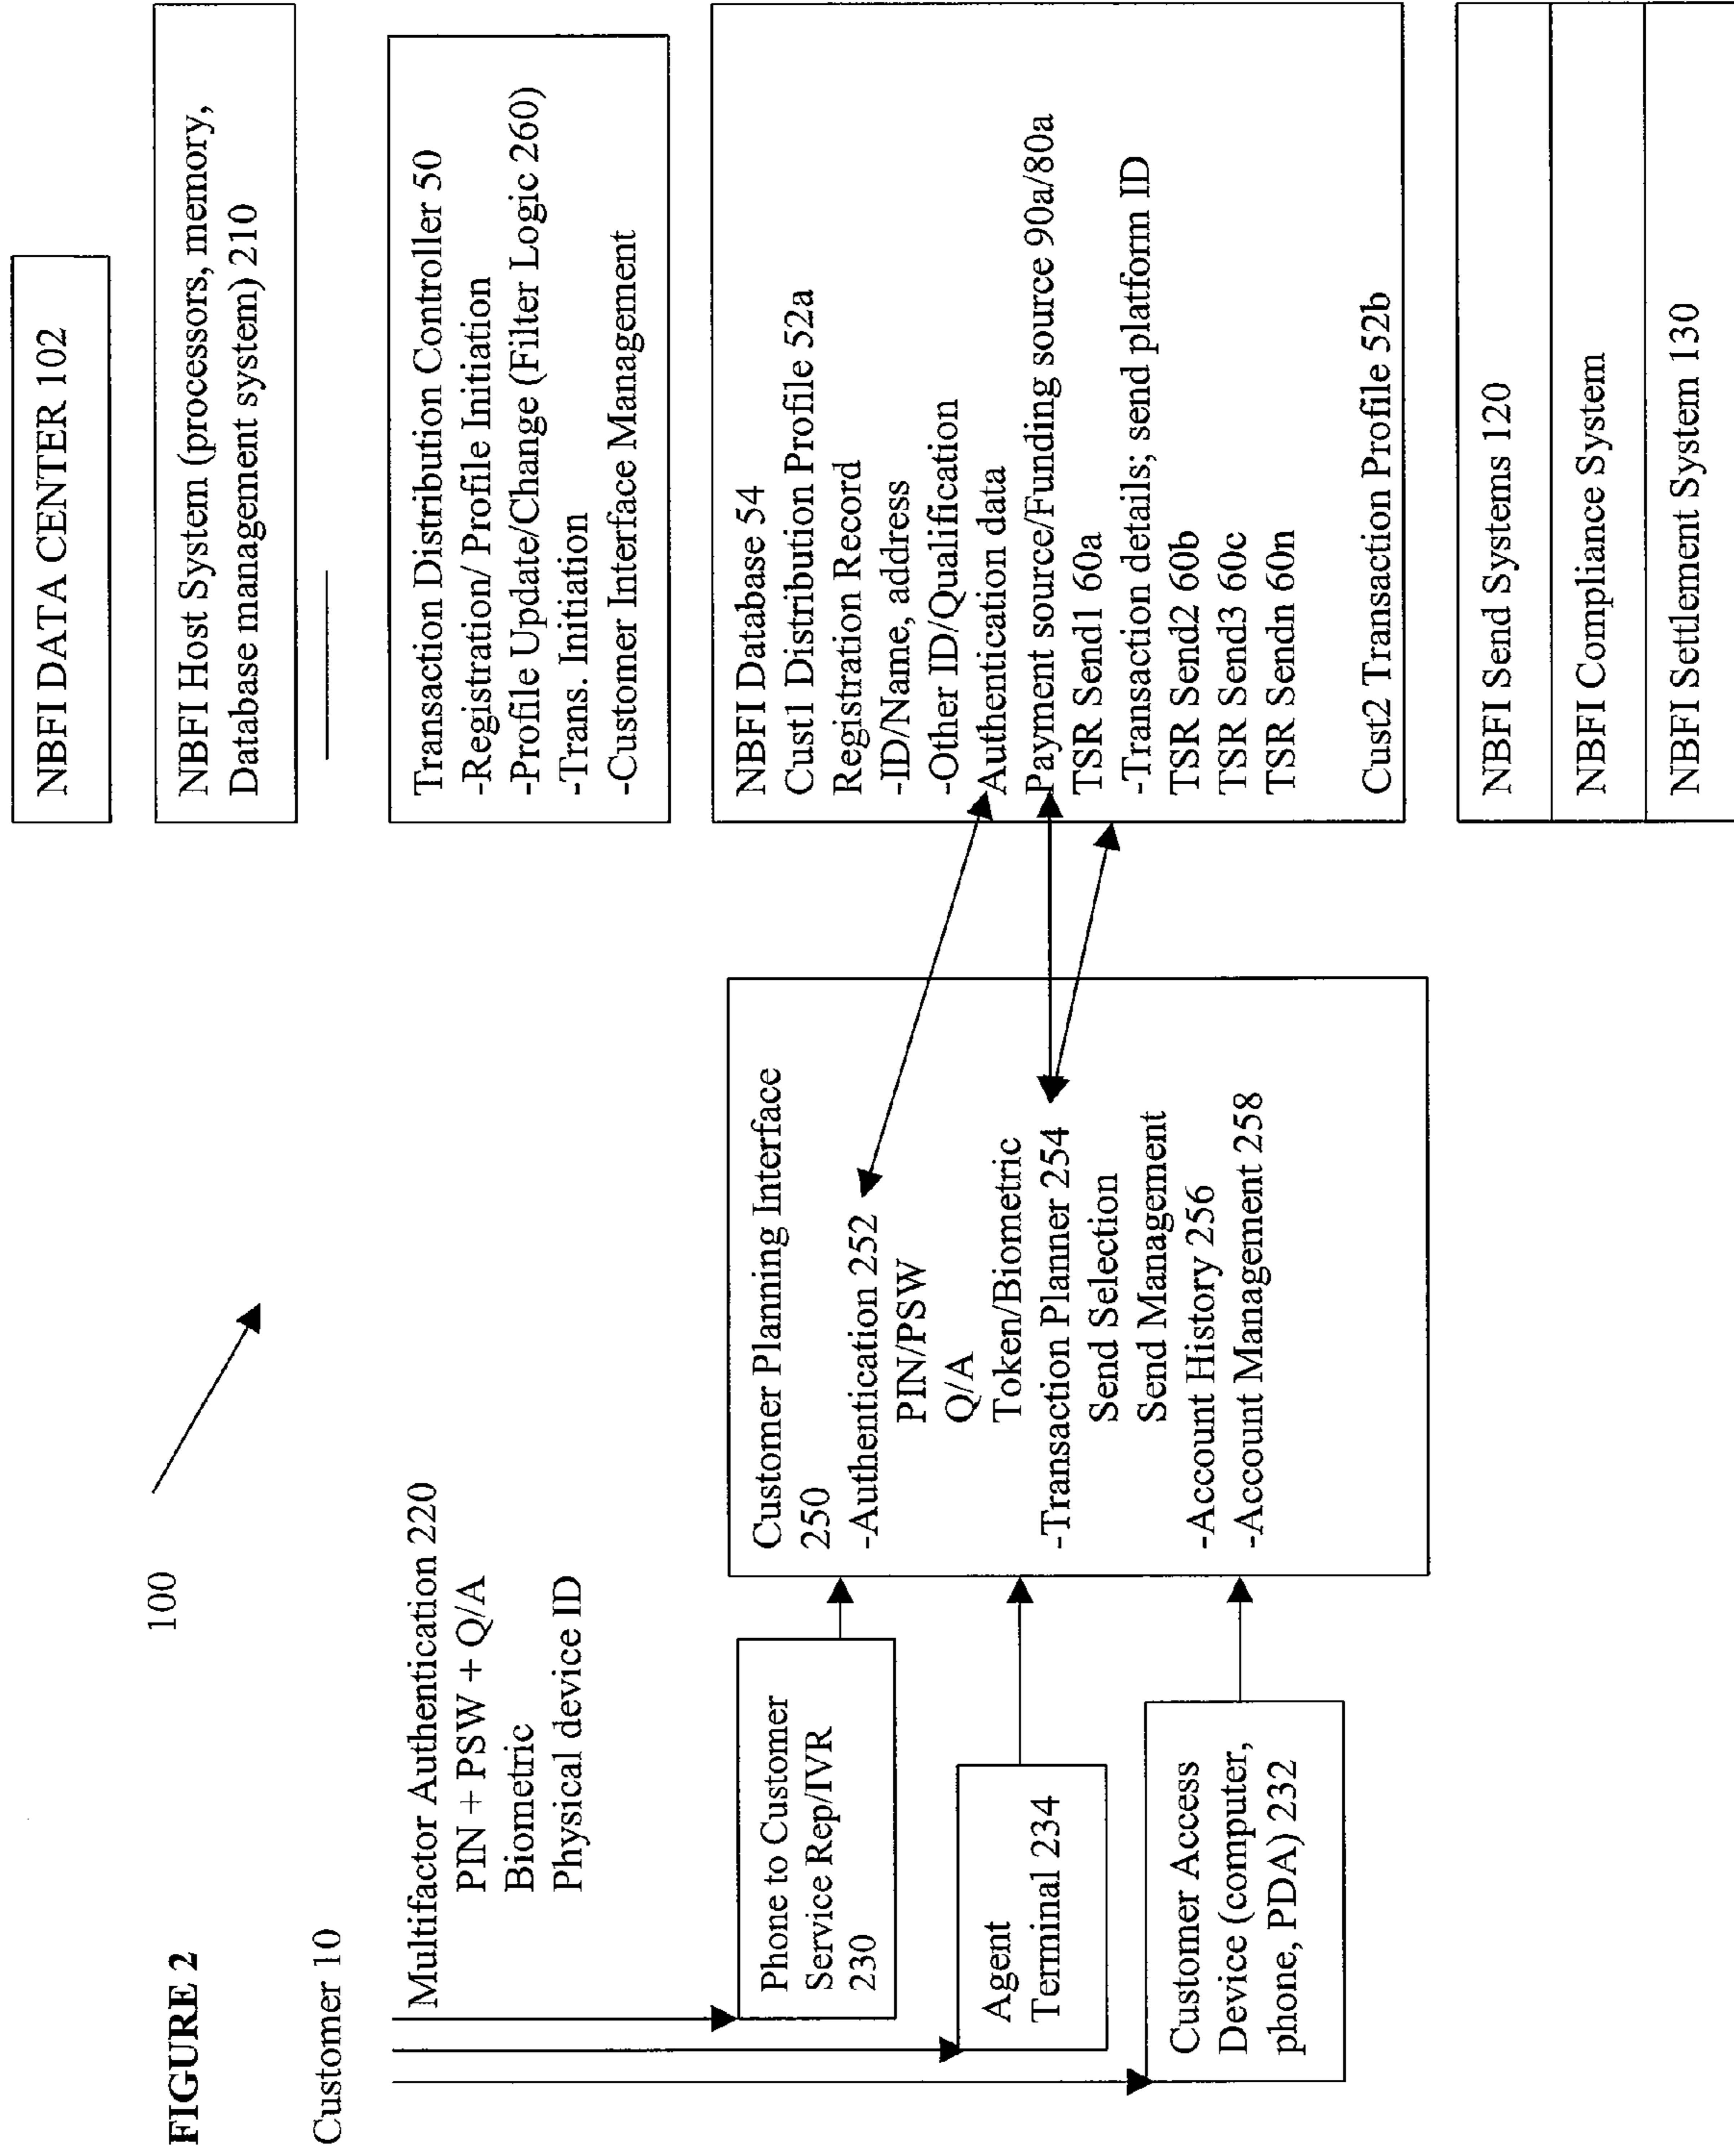 FIGURE 2
100
Customer 10
Multifactor Authentication 220
PIN + PSW + Q/A
Biometric
Physical device ID
Phone to Customer
Service Rep/IVR
230
Agent
Terminal 234
Customer Access
Device (computer,
phone, PDA) 232
Customer Planning Interface
250
-Authentication 252
PIN/PSW
Q/A
Token/Biometric
-Transaction Planner 254
Send Selection
Send Management
-Account History 256
-Account Management 258
NBFI DATA CENTER 102
NBFI Host System (processors, memory,
Database management system) 210
Transaction Distribution Controller 50
-Registration/ Profile Initiation
-Profile Update/Change (Filter Logic 260)
-Trans. Initiation
-Customer Interface Management
NBFI Database 54
Cust1 Distribution Profile 52a
Registration Record
-ID/Name, address
-Other ID/Qualification
Authentication data
Payment source/Funding source 90a/80a
TSR Send1 60a
-Transaction details; send platform ID
TSR Send2 60b
TSR Send3 60c
TSR Sendn 60n
Cust2 Transaction Profile 52b
NBFI Send Systems 120
NBFI Compliance System
NBFI Settlement System 130